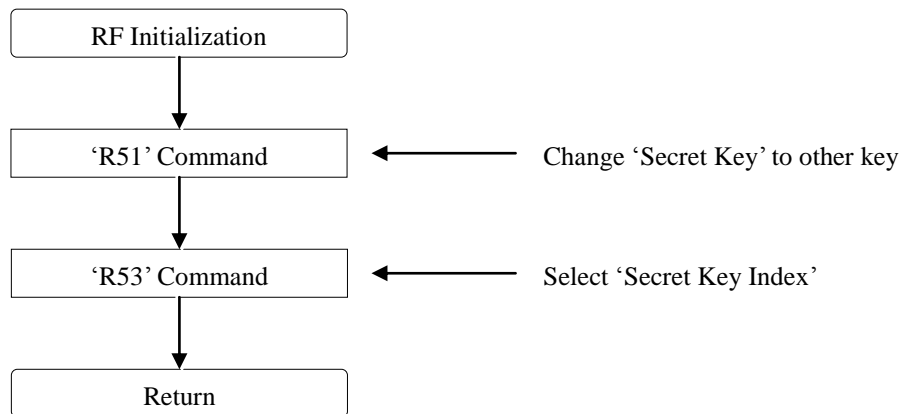 RF Initialization
‘R51’ Command
Change ‘Secret Key’ to other key
‘R53’ Command
Select ‘Secret Key Index’
Return